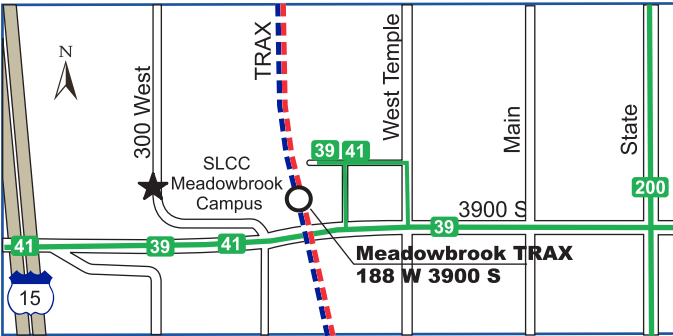 N
300 West
TRAX
West Temple
Main
State
39 41
SLCC
Meadowbrook
Campus
200
3900 S
39
41
39
41
Meadowbrook TRAX
188 W 3900 S
15